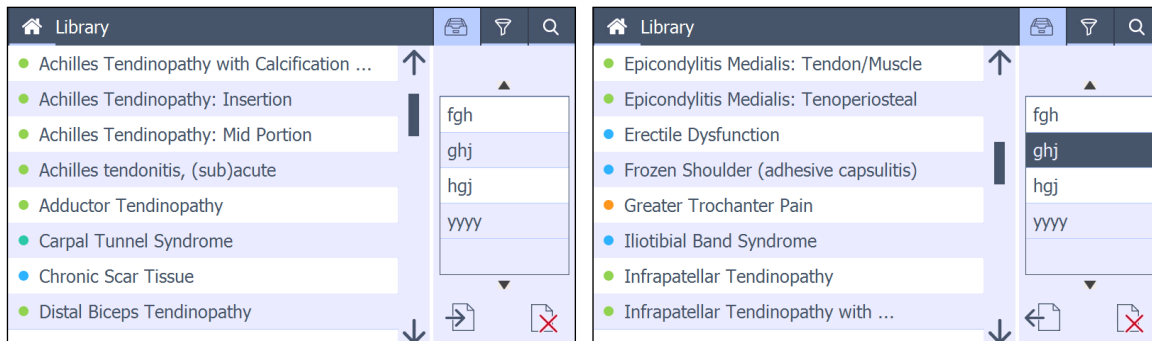 Library
Achilles Tendinopathy with Calcification ...
Achilles Tendinopathy: Insertion
Achilles Tendinopathy: Mid Portion
Achilles tendonitis, (sub)acute
Adductor Tendinopathy
Carpal Tunnel Syndrome
Chronic Scar Tissue
Distal Biceps Tendinopathy
fgh
ghj
hgj
yyyy
Library
Epicondylitis Medialis: Tendon/Muscle
Epicondylitis Medialis: Tenoperiosteal
Erectile Dysfunction
Frozen Shoulder (adhesive capsulitis)
Greater Trochanter Pain
Iliotibial Band Syndrome
Infrapatellar Tendinopathy
Infrapatellar Tendinopathy with ...
fgh
ghj
hgj
yyyy